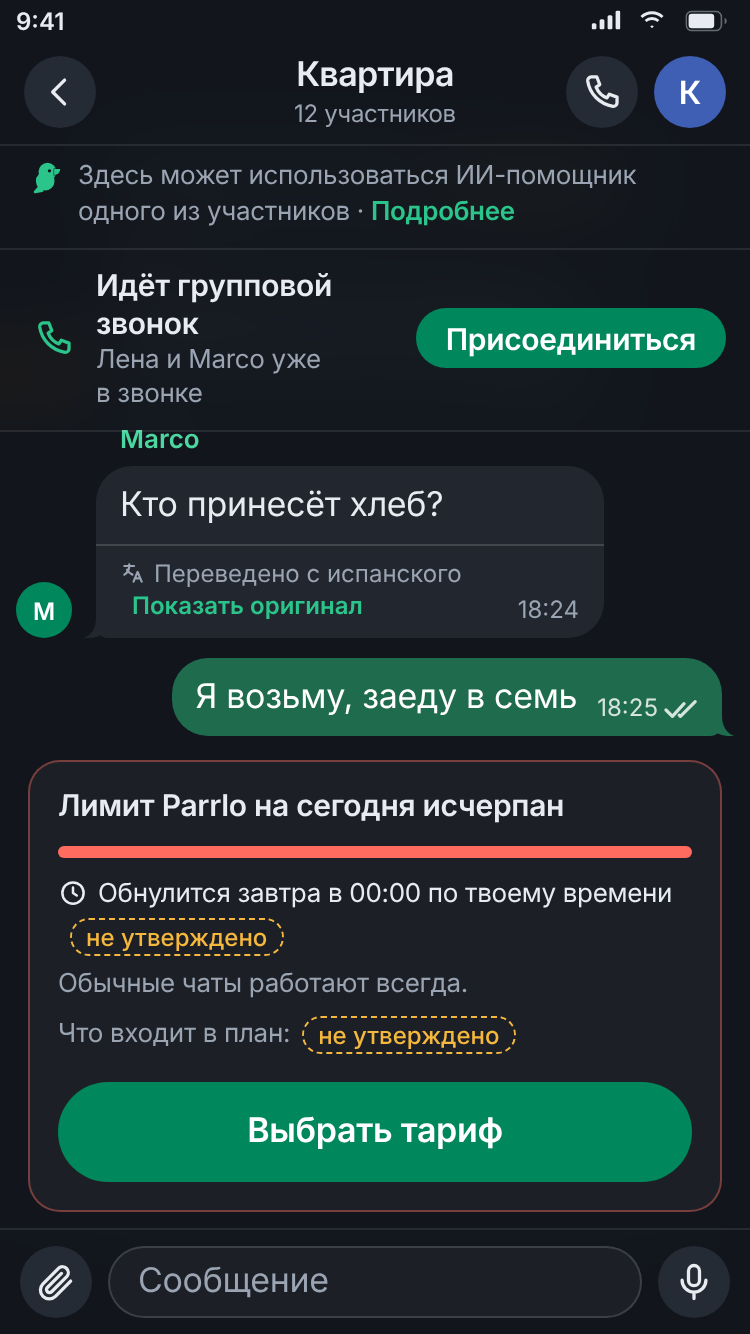 9:41
Квартира
12 участников
К
Здесь может использоваться ИИ-помощник
одного из участников · Подробнее
Идёт групповой
звонок
Лена и Marco уже
в звонке
Присоединиться
Marco
Кто принесёт хлеб?
Переведено с испанского
Показать оригинал
18:24
М
Я возьму, заеду в семь 18:25
Лимит Parrlo на сегодня исчерпан
Обнулится завтра в 00:00 по твоему времени
не утверждено
Обычные чаты работают всегда.
Что входит в план: не утверждено
Выбрать тариф
Сообщение